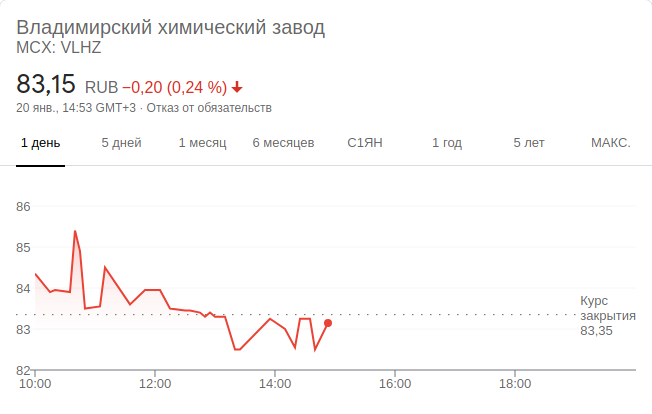 Владимирский химический завод
MCX: VLHZ
83,15 RUB −0,20 (0,24 %)
20 янв., 14:53 GMT+3 · Отказ от обязательств
1 день 5 дней 1 месяц 6 месяцев С1ЯН 1 год 5 лет МАКС.
86
85
84
83
82
Курс
закрытия
83,35
10:00 12:00 14:00 16:00 18:00